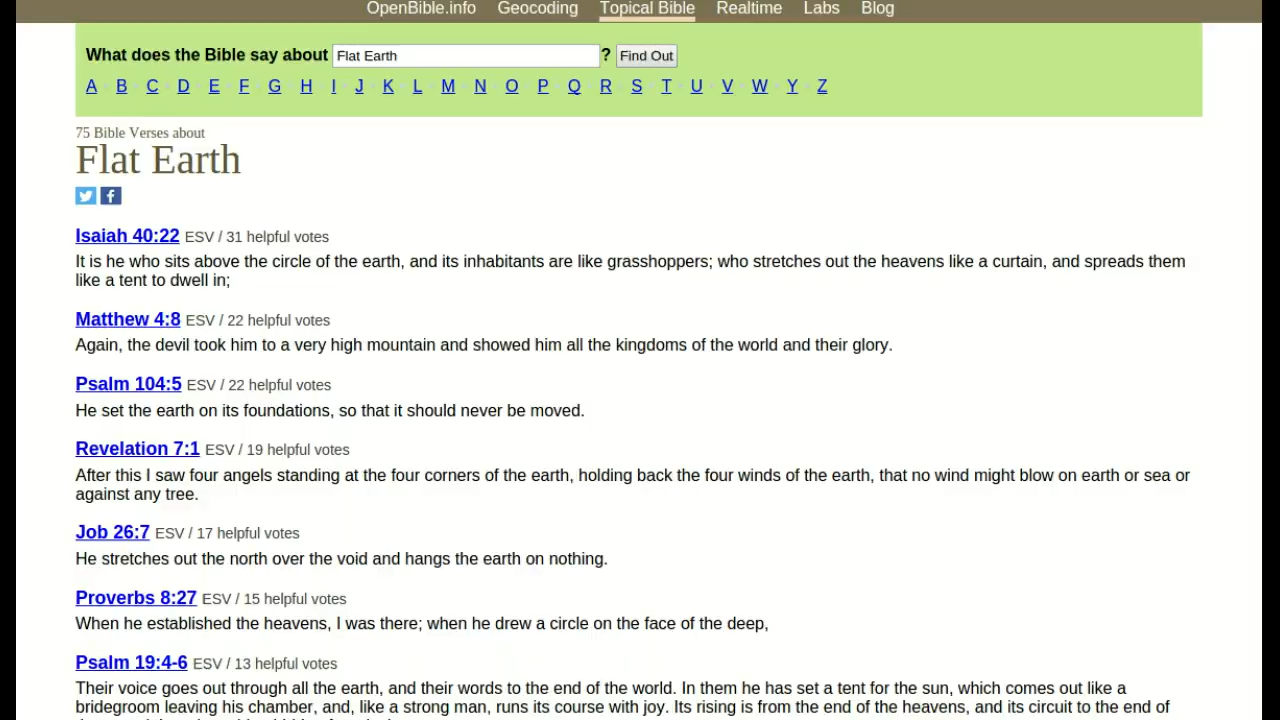 OpenBible.info Geocoding Topical Bible Realtime Labs Blog
What does the Bible say about Flat Earth ? Find Out
A B C D E F G H I J K L M N O P Q R S T U V W Y Z
75 Bible Verses about
Flat Earth
Isaiah 40:22 ESV / 31 helpful votes
It is he who sits above the circle of the earth, and its inhabitants are like grasshoppers; who stretches out the heavens like a curtain, and spreads them
like a tent to dwell in;
Matthew 4:8 ESV / 22 helpful votes
Again, the devil took him to a very high mountain and showed him all the kingdoms of the world and their glory.
Psalm 104:5 ESV / 22 helpful votes
He set the earth on its foundations, so that it should never be moved.
Revelation 7:1 ESV / 19 helpful votes
After this I saw four angels standing at the four corners of the earth, holding back the four winds of the earth, that no wind might blow on earth or sea or
against any tree.
Job 26:7 ESV / 17 helpful votes
He stretches out the north over the void and hangs the earth on nothing.
Proverbs 8:27 ESV / 15 helpful votes
When he established the heavens, I was there; when he drew a circle on the face of the deep,
Psalm 19:4-6 ESV / 13 helpful votes
Their voice goes out through all the earth, and their words to the end of the world. In them he has set a tent for the sun, which comes out like a
bridegroom leaving his chamber, and, like a strong man, runs its course with joy. Its rising is from the end of the heavens, and its circuit to the end of